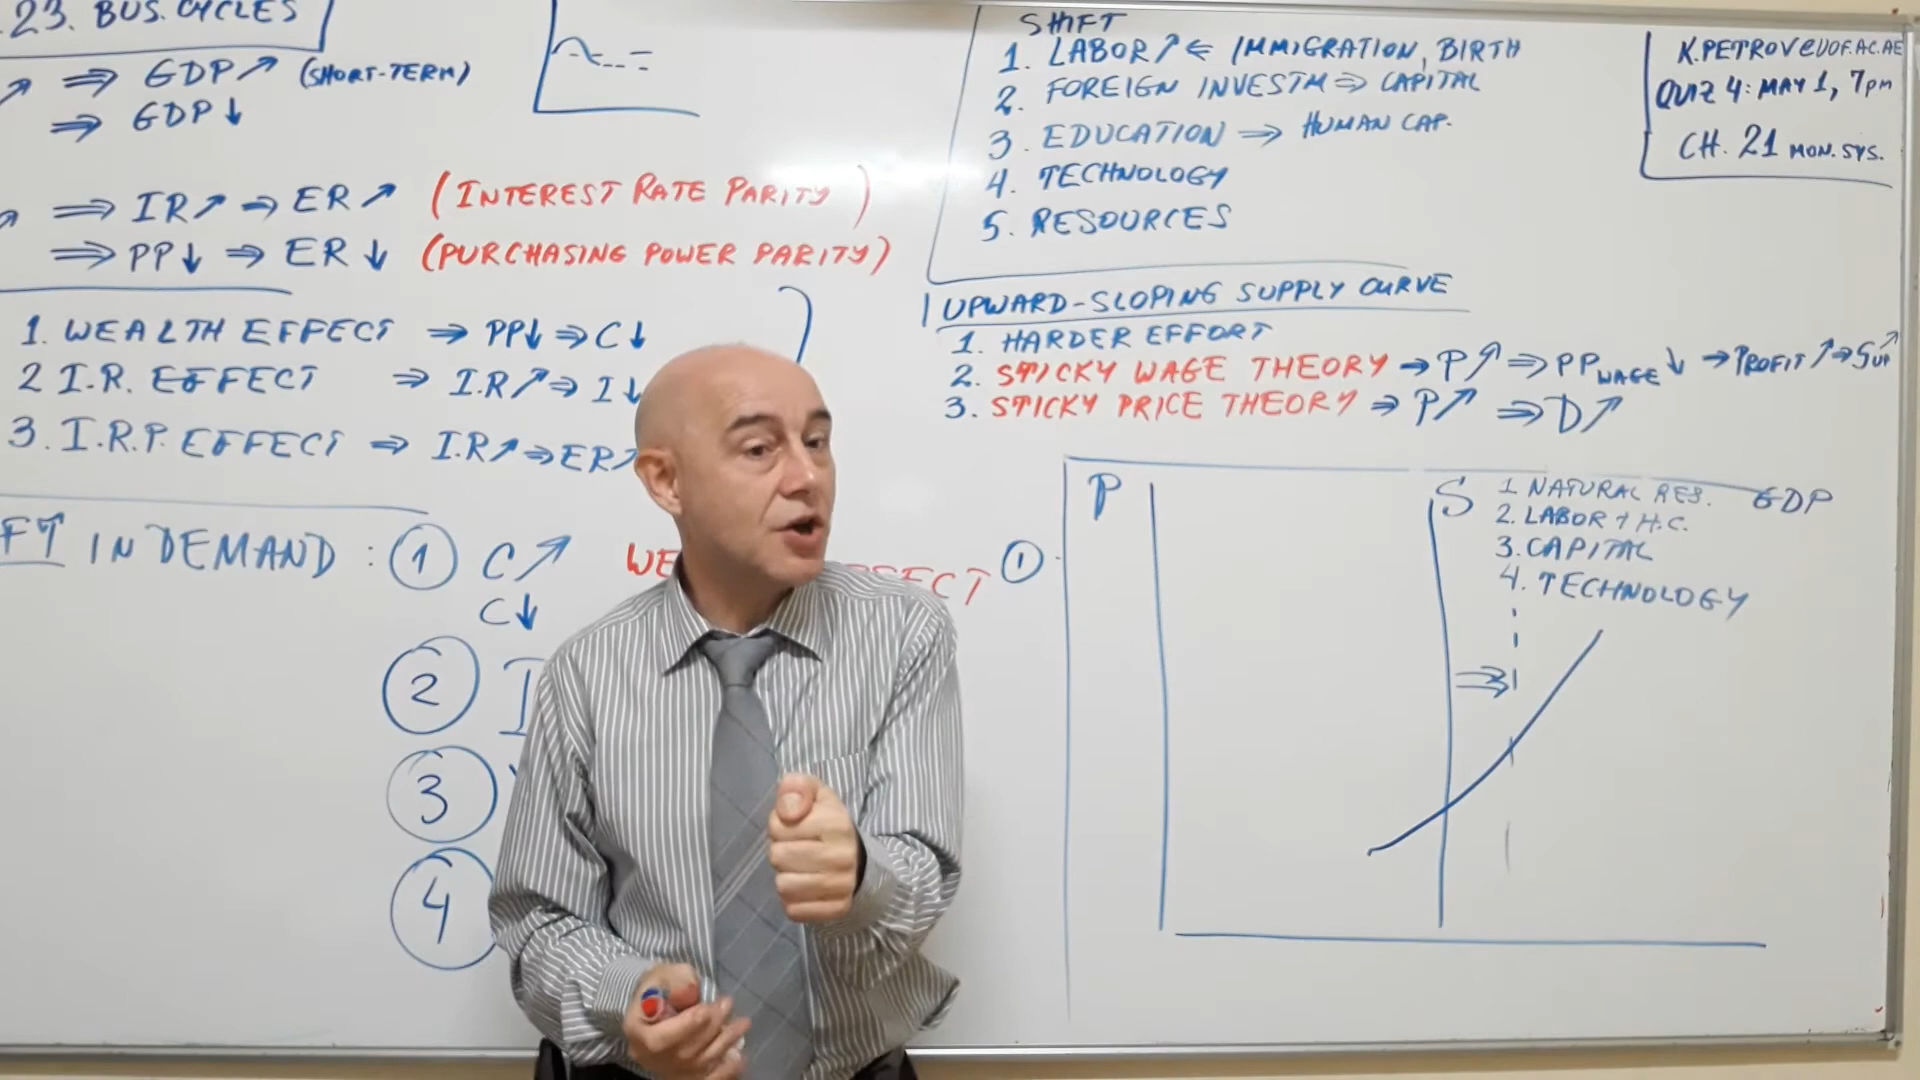 23. BUS. CYCLES
↗ ⇒ GDP↗ (SHORT-TERM)
⇒ GDP↓
⇒ IR↗ ⇒ ER↗ (INTEREST RATE PARITY)
⇒ PP↓ ⇒ ER↓ (PURCHASING POWER PARITY)
1. WEALTH EFFECT ⇒ PP↓ ⇒ C↓
2 I.R. EFFECT ⇒ I.R↗ ⇒ I↓
3. I.R.P. EFFECT ⇒ I.R↗ ⇒ ER↗
FT IN DEMAND : ① C↗
C↓
②
③
④
SHIFT
1. LABOR↗ ⇐ IMMIGRATION, BIRTH
2. FOREIGN INVESTM ⇒ CAPITAL
3. EDUCATION ⇒ HUMAN CAP.
4. TECHNOLOGY
5. RESOURCES
K.PETROV@UOF.AC.AE
QUIZ 4: MAY 1, 7pm
CH. 21 MON. SYS.
UPWARD-SLOPING SUPPLY CURVE
1. HARDER EFFORT
2. STICKY WAGE THEORY → P↗ ⇒ PP WAGE ↓ → PROFIT↗ → SUP↗
3. STICKY PRICE THEORY ⇒ P↗ ⇒ D↗
①
P
S
1. NATURAL RES. GDP
2. LABOR + H.C.
3. CAPITAL
4. TECHNOLOGY